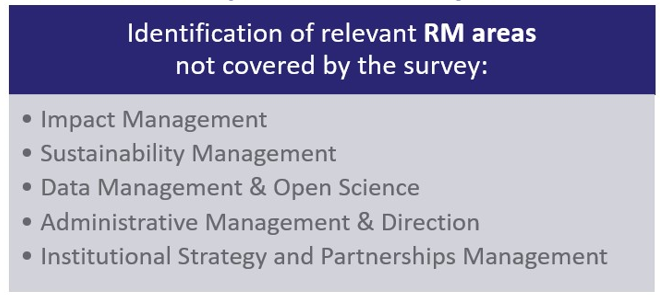 Identification of relevant RM areas
not covered by the survey:
• Impact Management
• Sustainability Management
• Data Management & Open Science
• Administrative Management & Direction
• Institutional Strategy and Partnerships Management